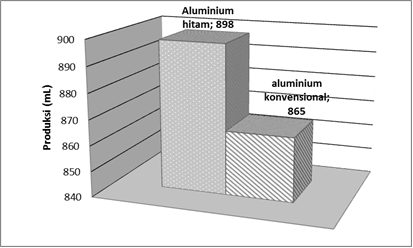 Aluminium
hitam; 898
aluminium
konvensional;
865
Produksi (mL)
900
890
880
870
860
850
840